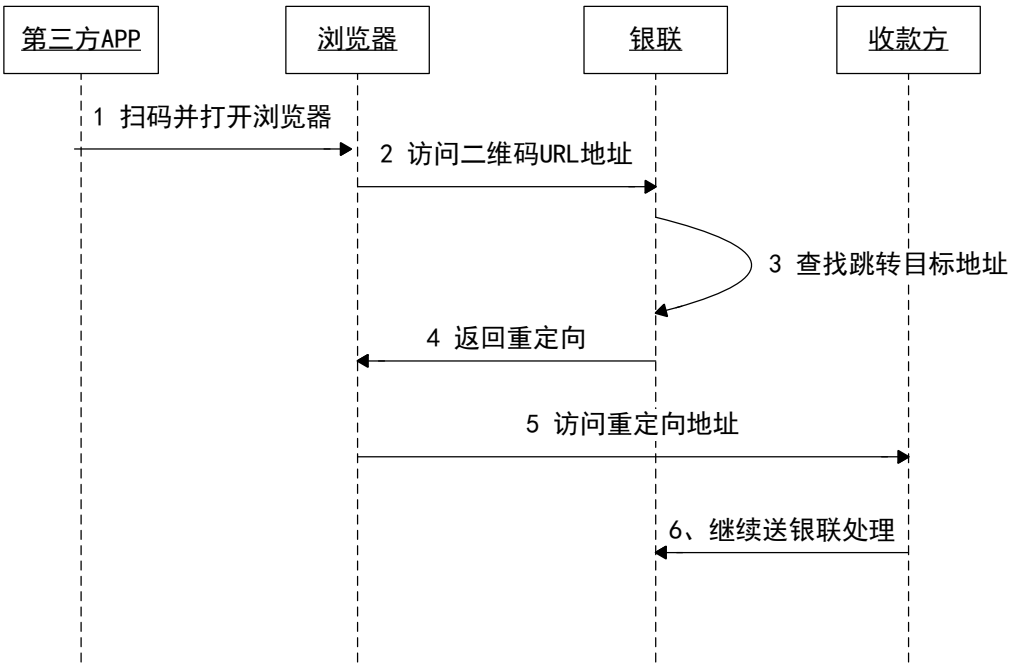 第三方APP
浏览器
银联
收款方
1 扫码并打开浏览器
2 访问二维码URL地址
3 查找跳转目标地址
4 返回重定向
5 访问重定向地址
6、继续送银联处理